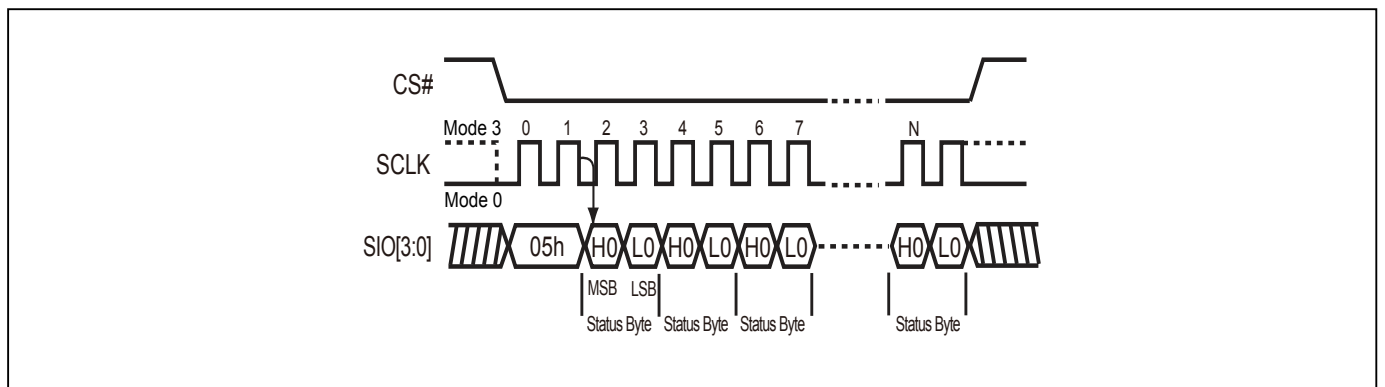 CS#
Mode 3 0 1 2 3 4 5 6 7 N
SCLK
Mode 0
SIO[3:0] 05h H0 L0 H0 L0 H0 L0 H0 L0
MSB LSB
Status Byte Status Byte Status Byte Status Byte